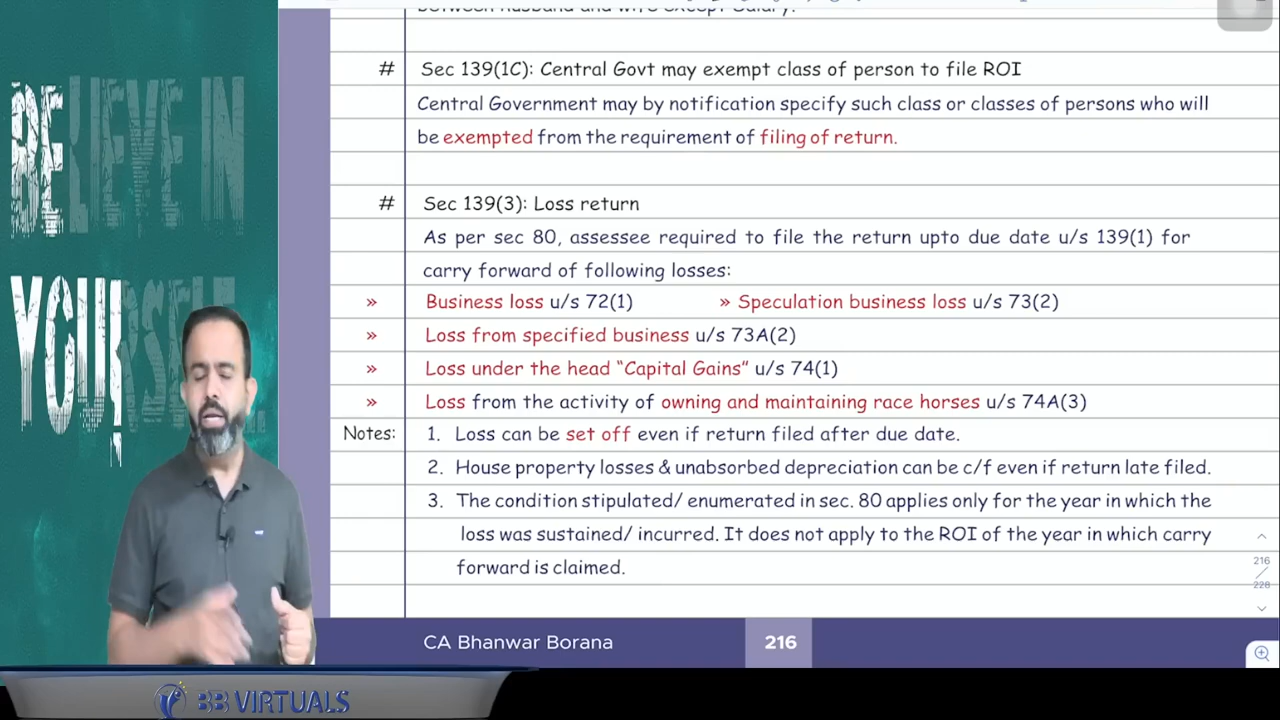 between husband and wife except Salary.
# Sec 139(1C): Central Govt may exempt class of person to file ROI
Central Government may by notification specify such class or classes of persons who will
be exempted from the requirement of filing of return.
# Sec 139(3): Loss return
As per sec 80, assessee required to file the return upto due date u/s 139(1) for
carry forward of following losses:
» Business loss u/s 72(1) » Speculation business loss u/s 73(2)
» Loss from specified business u/s 73A(2)
» Loss under the head “Capital Gains” u/s 74(1)
» Loss from the activity of owning and maintaining race horses u/s 74A(3)
Notes: 1. Loss can be set off even if return filed after due date.
2. House property losses & unabsorbed depreciation can be c/f even if return late filed.
3. The condition stipulated/ enumerated in sec. 80 applies only for the year in which the
loss was sustained/ incurred. It does not apply to the ROI of the year in which carry
forward is claimed.
216
228
CA Bhanwar Borana 216
BELIEVE IN
YOURSELF
BB VIRTUALS